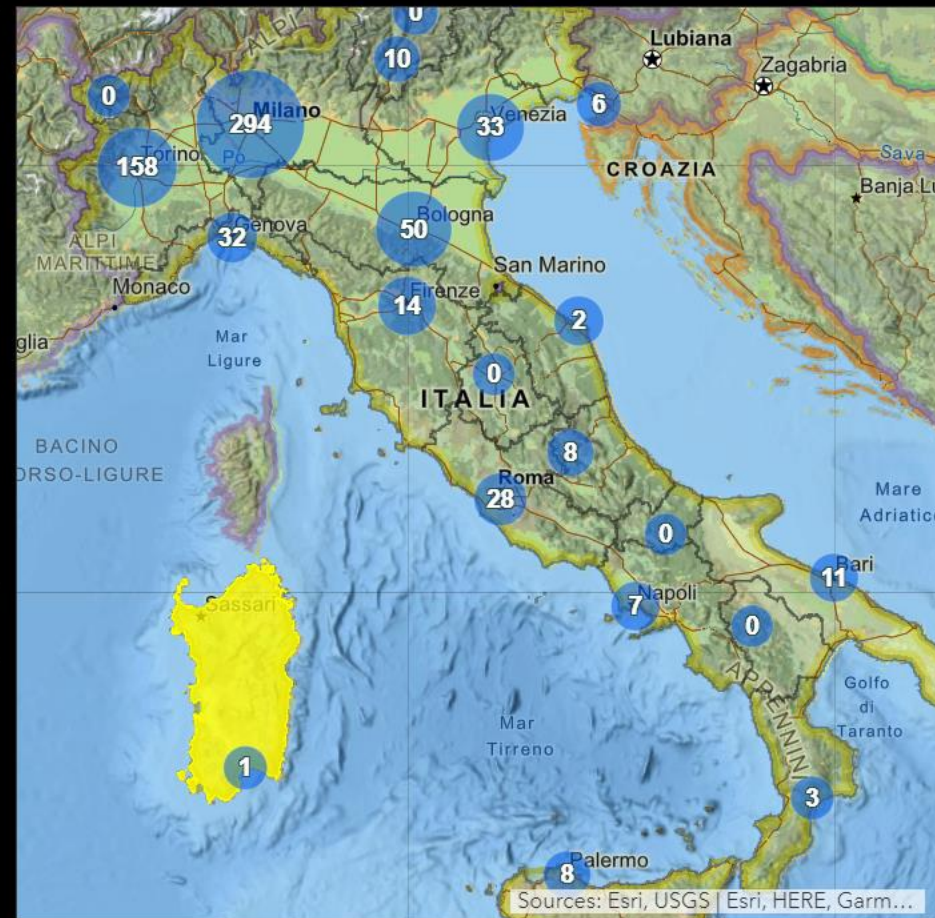 0
ALPI
10
Lubiana
Zagabria
0
Milano
294
33
Venezia
6
158
Torino
Po
CROAZIA
Sava
Banja Lu
Bologna
50
Genova
32
ALPI
MARITTIME
Monaco
San Marino
Firenze
14
2
glia
Mar
Ligure
0
ITALIA
BACINO
ORSO-LIGURE
8
Roma
28
Mare
Adriatico
0
Bari
11
Napoli
7
0
Sassari
APPENNINI
Golfo
di
Taranto
Mar
Tirreno
1
3
Palermo
8
Sources: Esri, USGS | Esri, HERE, Garm...